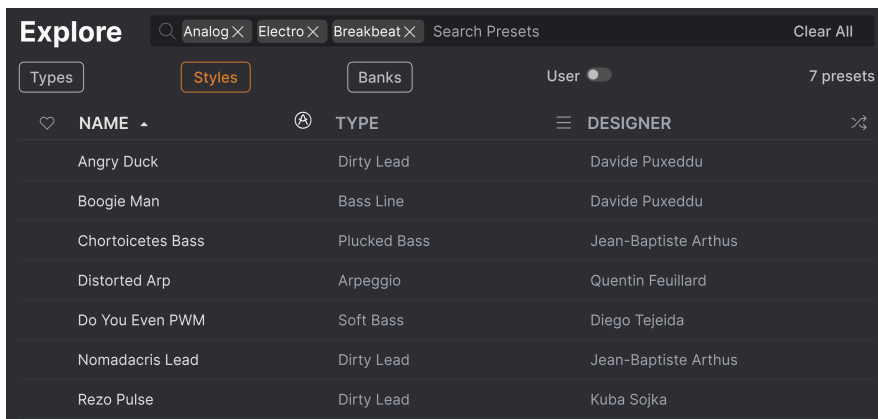 Explore Analog Electro Breakbeat Search Presets Clear All
Types Styles Banks User 7 presets
NAME TYPE DESIGNER
Angry Duck Dirty Lead Davide Puxeddu
Boogie Man Bass Line Davide Puxeddu
Chortoicetes Bass Plucked Bass Jean-Baptiste Arthus
Distorted Arp Arpeggio Quentin Feuillard
Do You Even PWM Soft Bass Diego Tejeida
Nomadacris Lead Dirty Lead Jean-Baptiste Arthus
Rezo Pulse Dirty Lead Kuba Sojka